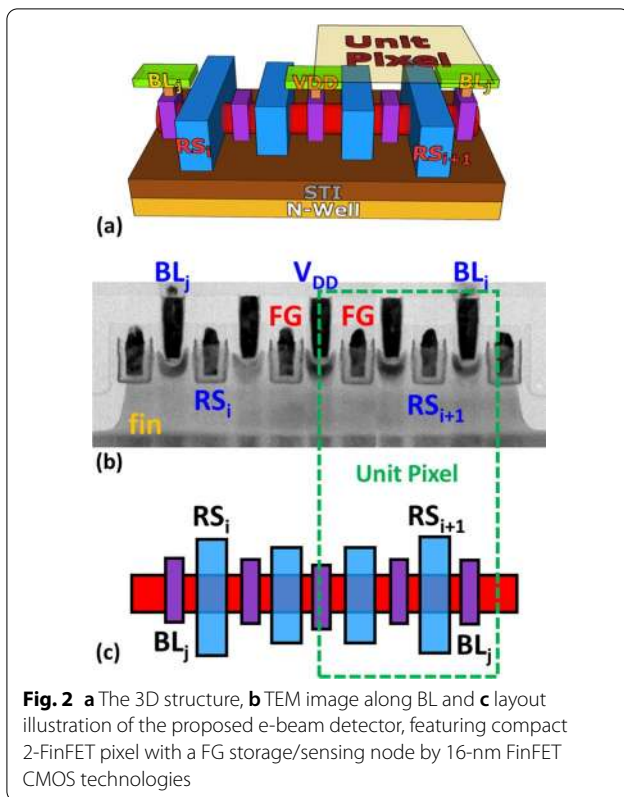 Unit
Pixel
BLj VDD BLj
RSi RSi+1
STI
N-Well
(a)
BLj VDD BLj
FG FG
RSi RSi+1
fin
(b)
Unit Pixel
RSi RSi+1
BLj BLj
(c)
Fig. 2 a The 3D structure, b TEM image along BL and c layout
illustration of the proposed e-beam detector, featuring compact
2-FinFET pixel with a FG storage/sensing node by 16-nm FinFET
CMOS technologies